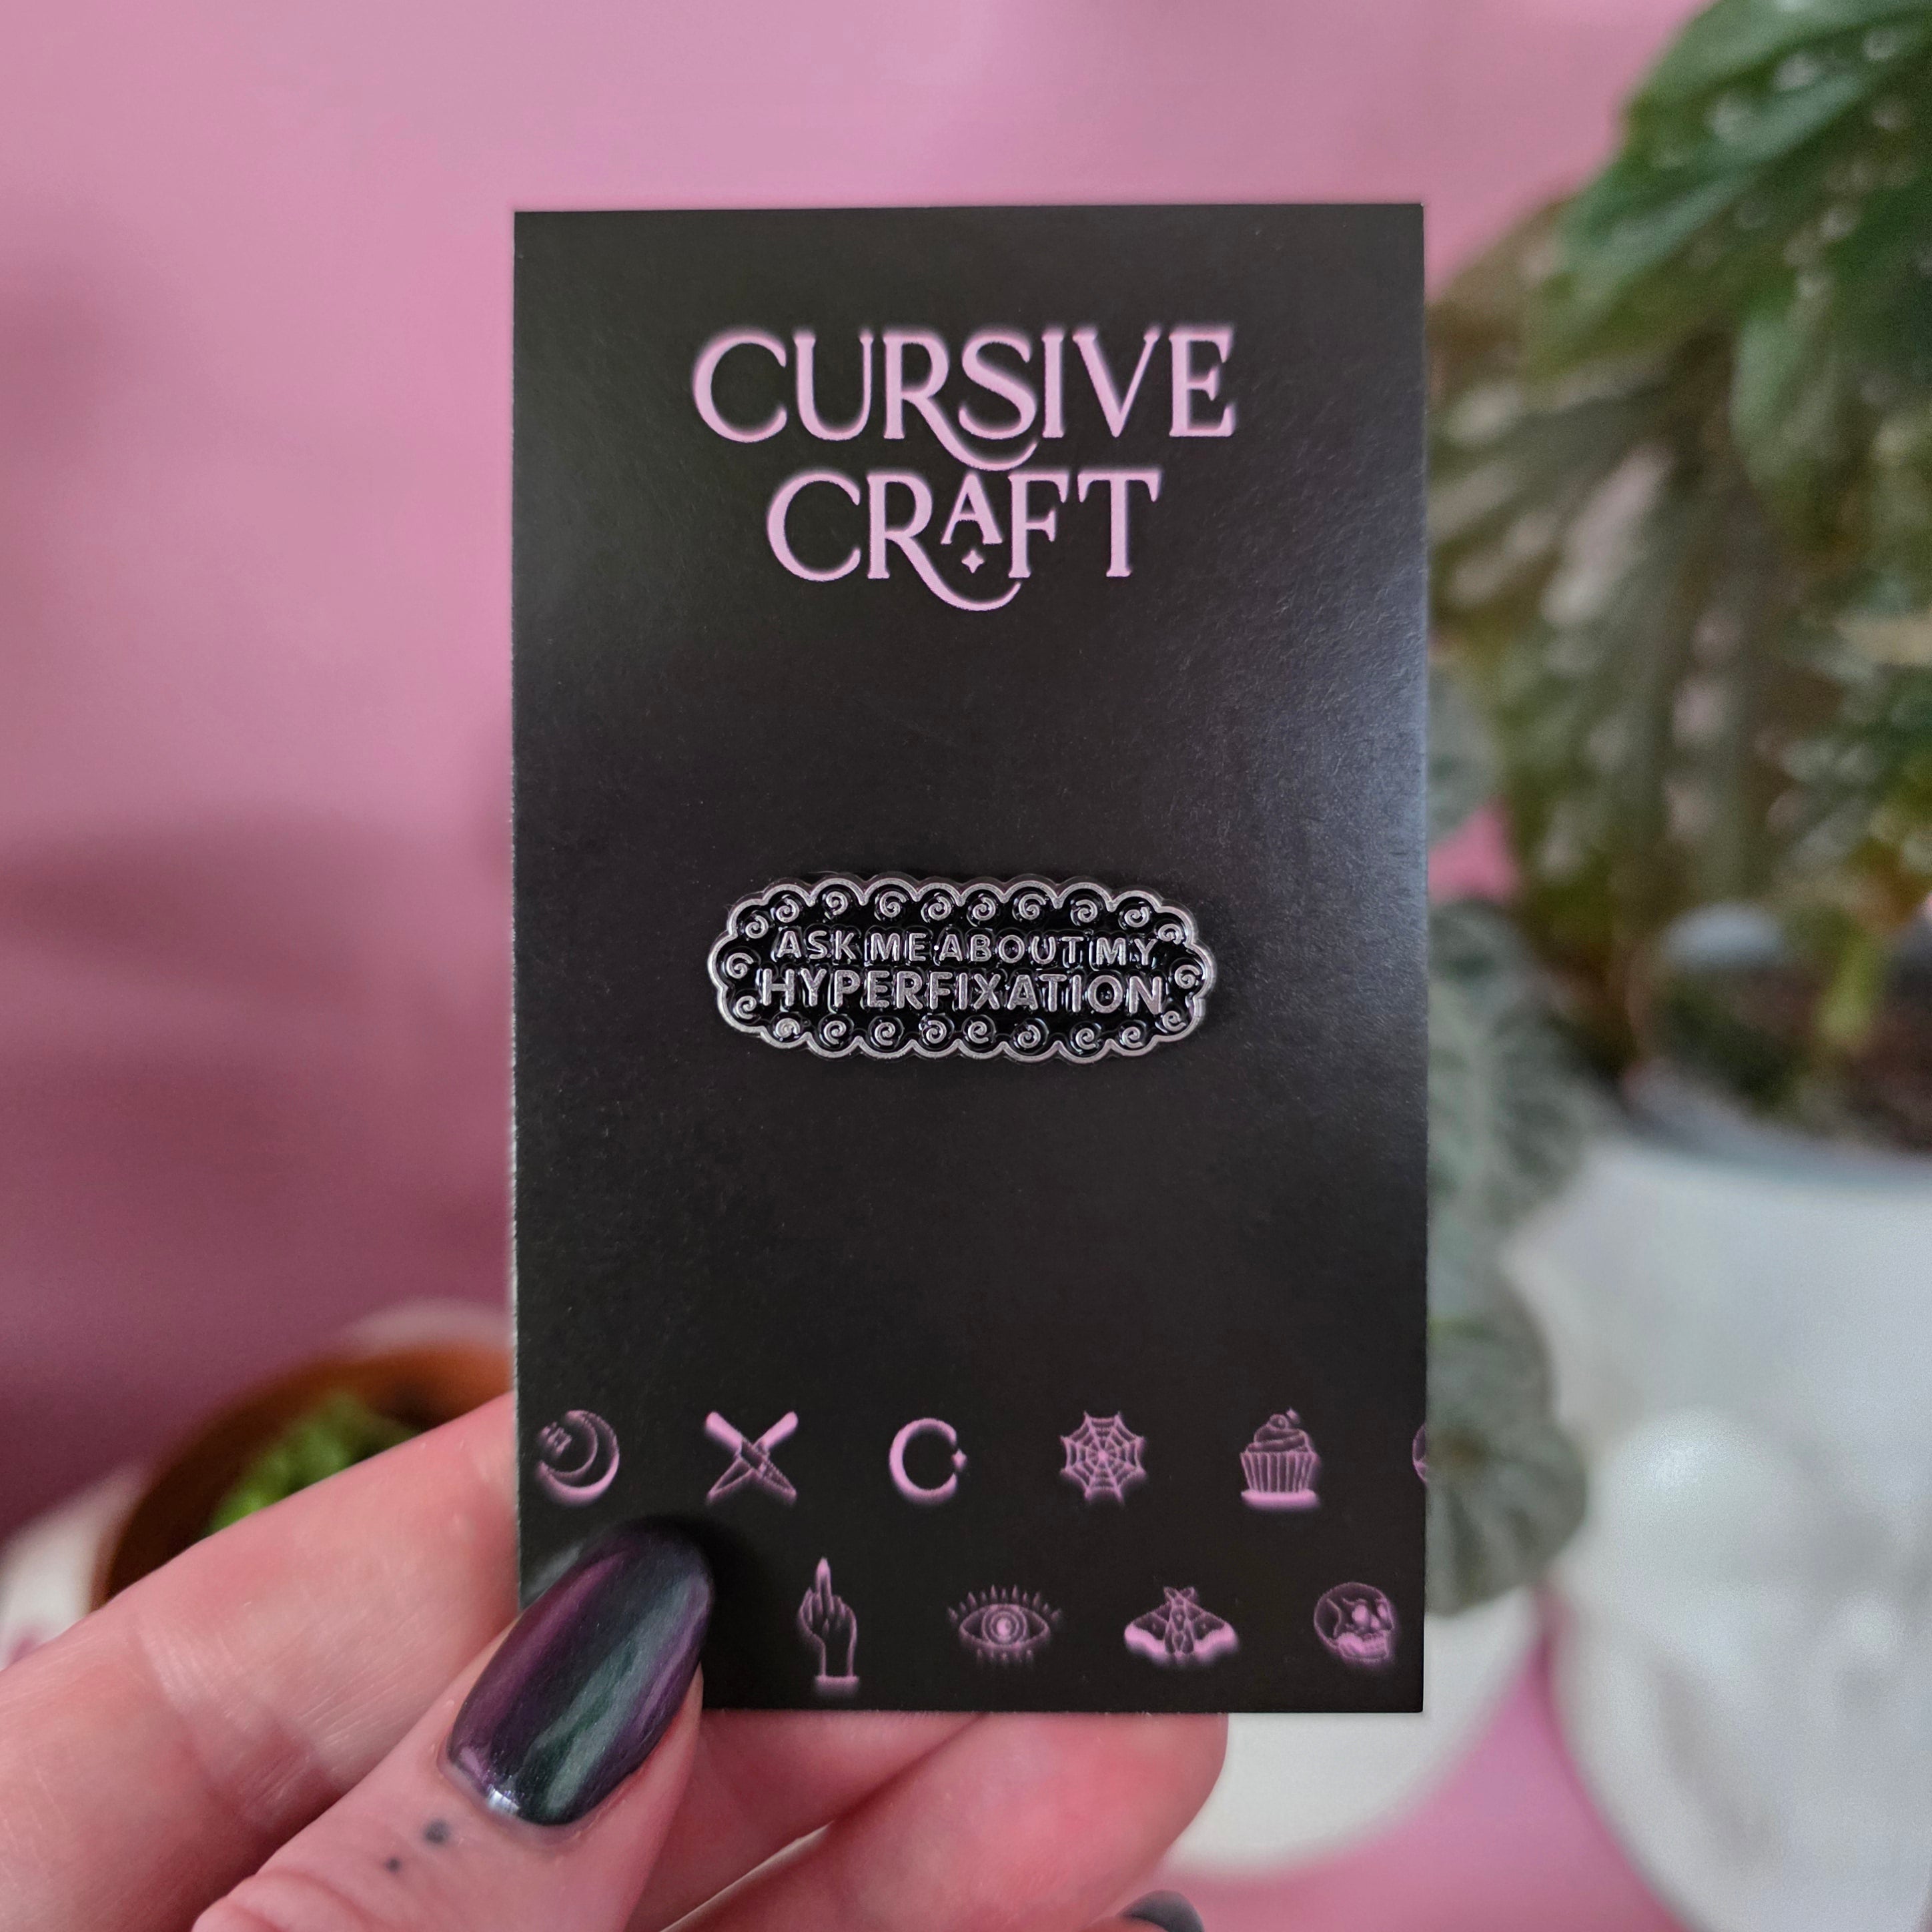 CURSIVE
CRAFT
ASK ME ABOUT MY
HYPERFIXATION